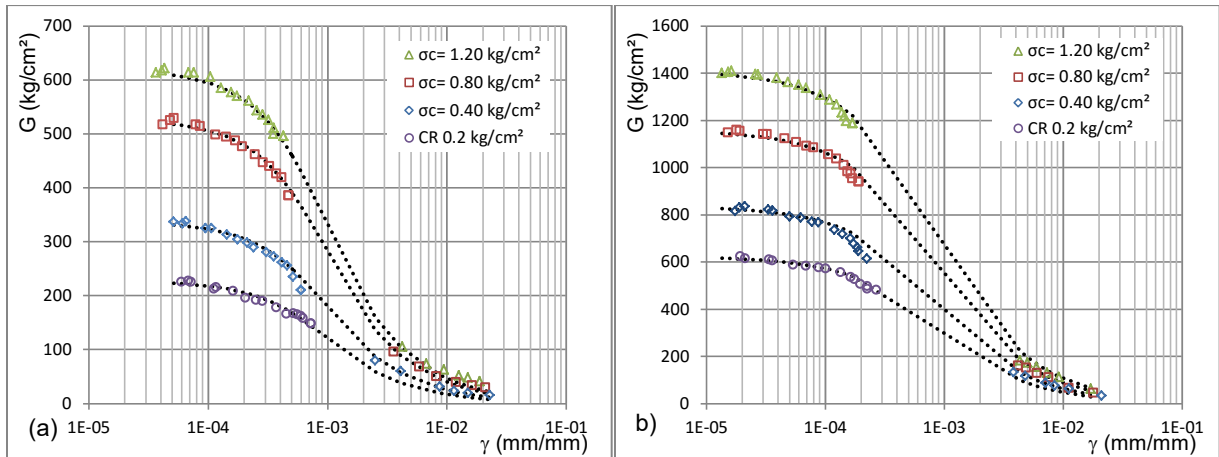 G (kg/cm²)
700
600
500
400
300
200
100
0
σc = 1.20 kg/cm²
σc= 0.80 kg/cm²
σc= 0.40 kg/cm²
CR 0.2 kg/cm²
(a)
1E-05 1E-04 1E-03 1E-02 1E-01
γ (mm/mm)
G (kg/cm²)
1600
1400
1200
1000
800
600
400
200
0
σc = 1.20 kg/cm²
σc= 0.80 kg/cm²
σc= 0.40 kg/cm²
CR 0.2 kg/cm²
b)
1E-05 1E-04 1E-03 1E-02 1E-01
γ (mm/mm)